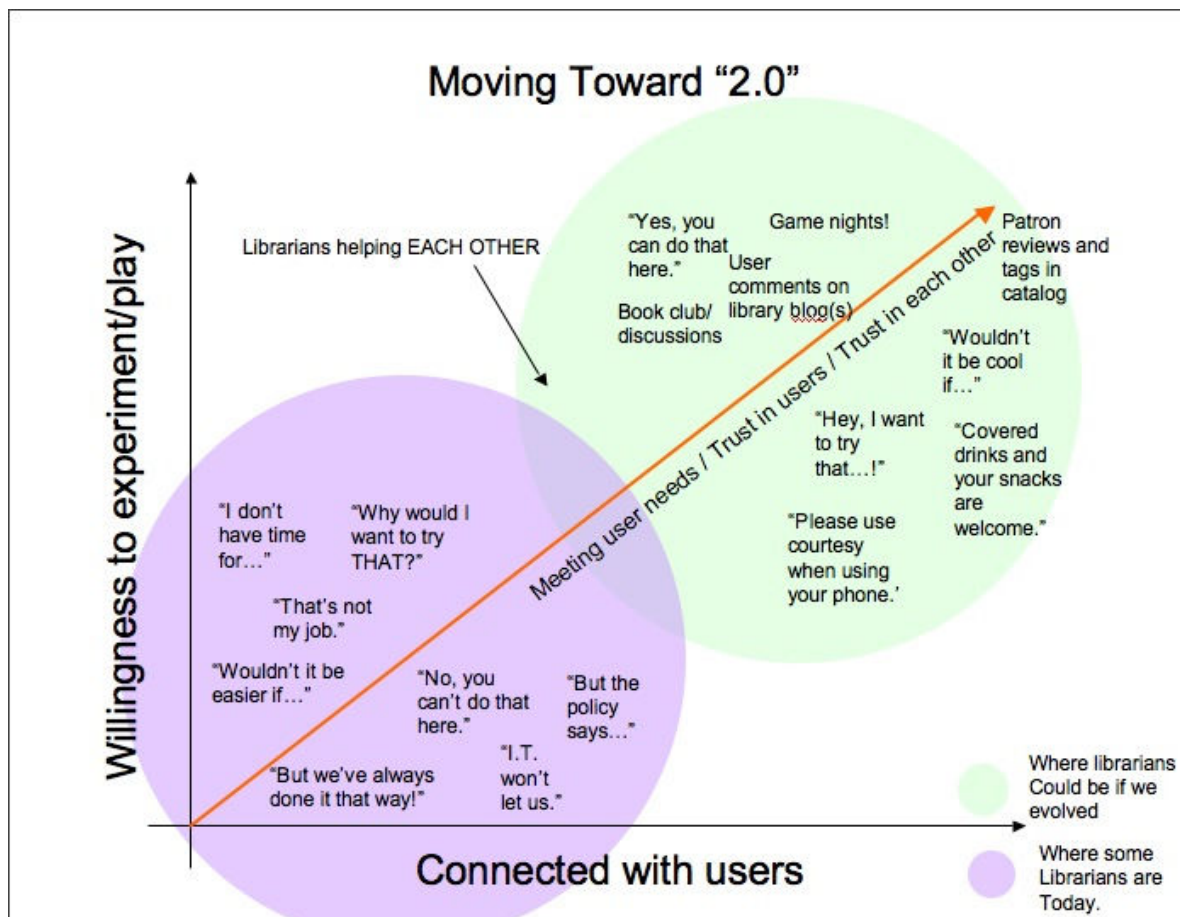 Moving Toward “2.0”
Willingness to experiment/play
Librarians helping EACH OTHER
“Yes, you
can do that
here.”
Game nights!
User
comments on
library blog(s)
Book club/
discussions
Patron
reviews and
tags in
catalog
“Wouldn’t
it be cool
if…”
“Hey, I want
to try
that…!”
“Covered
drinks and
your snacks
are
welcome.”
“Please use
courtesy
when using
your phone.’
Meeting user needs / Trust in users / Trust in each other
“I don’t
have time
for…”
“Why would I
want to try
THAT?”
“That’s not
my job.”
“Wouldn’t it be
easier if…”
“No, you
can’t do that
here.”
“But the
policy
says…”
“I.T.
won’t
let us.”
“But we’ve always
done it that way!”
Connected with users
Where librarians
Could be if we
evolved
Where some
Librarians are
Today.